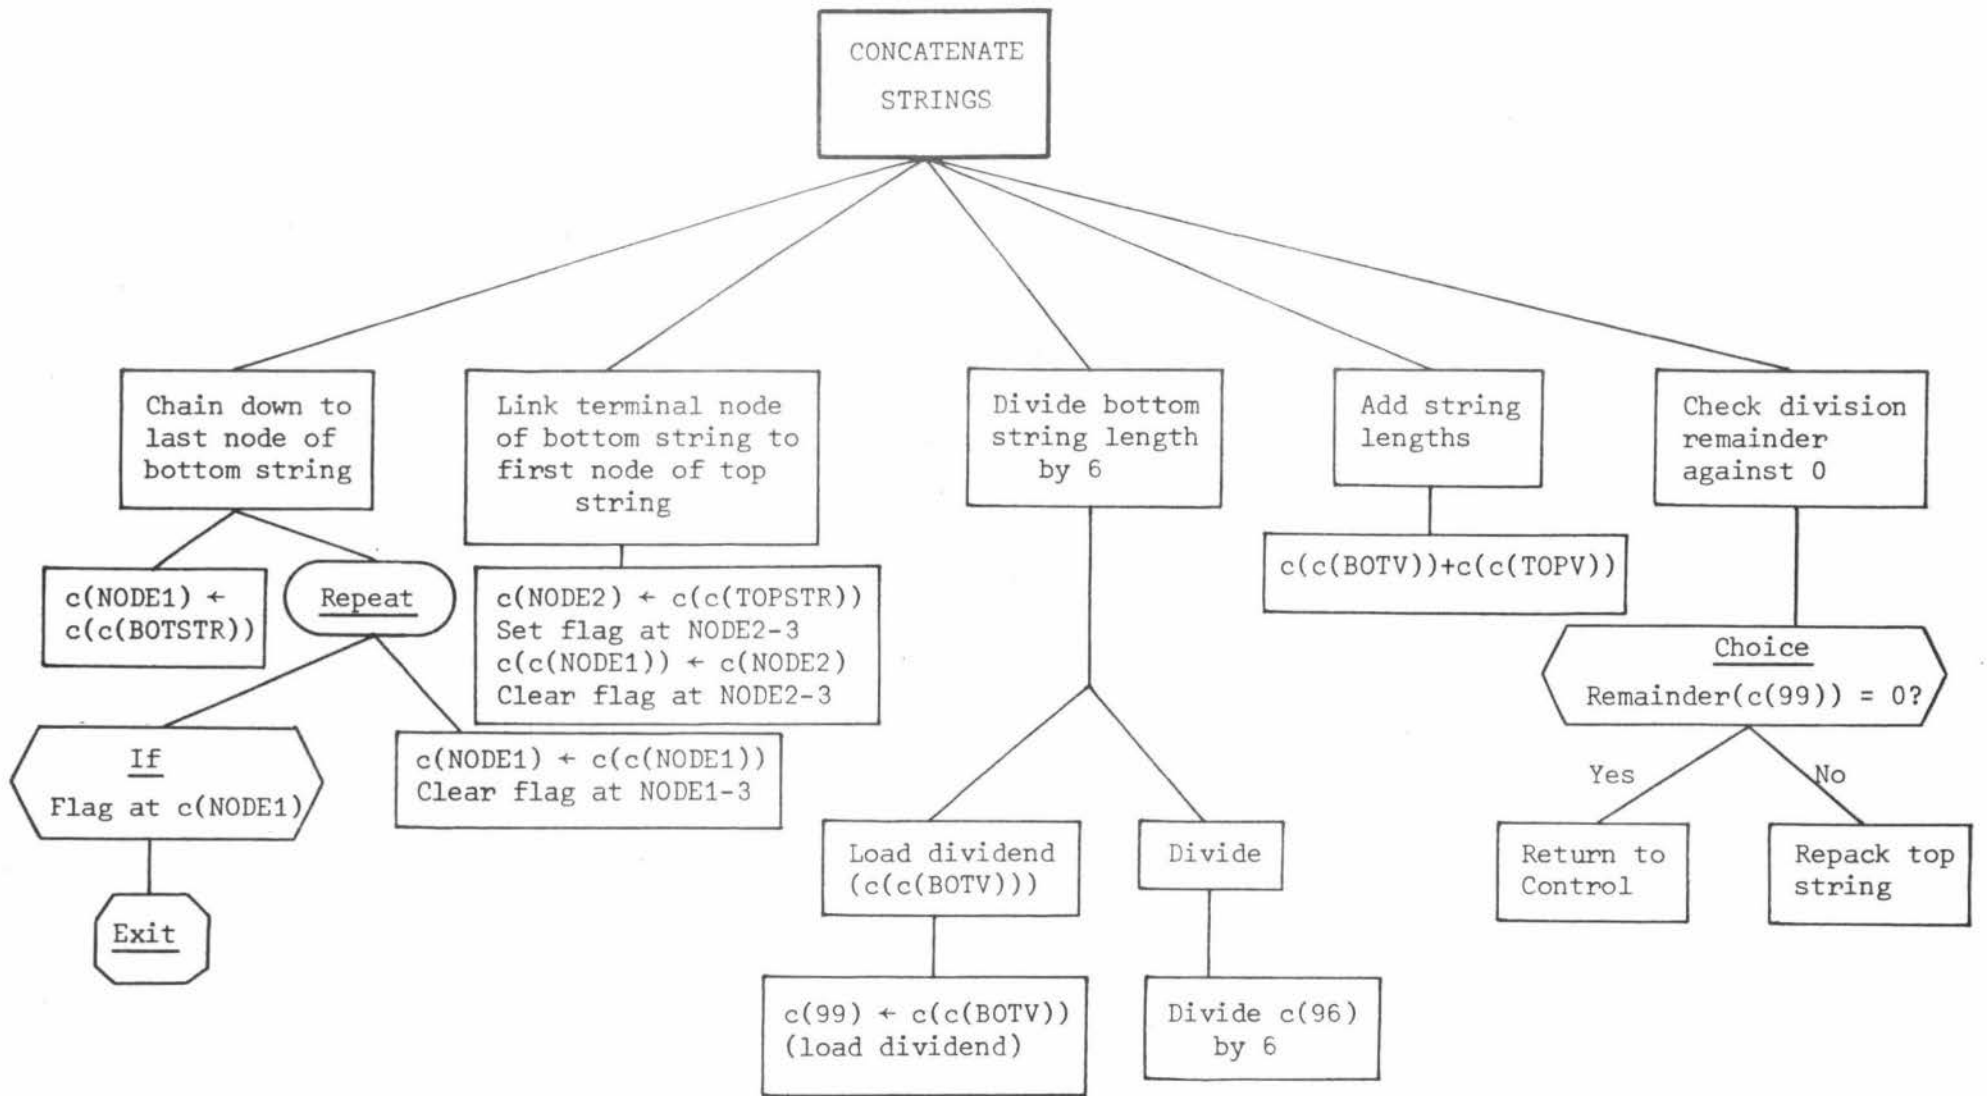 CONCATENATE
STRINGS
Chain down to
last node of
bottom string
Link terminal node
of bottom string to
first node of top
string
Divide bottom
string length
by 6
Add string
lengths
Check division
remainder
against 0
c(NODE1) ←
c(c(BOTSTR))
Repeat
c(NODE2) ← c(c(TOPSTR))
Set flag at NODE2-3
c(c(NODE1)) ← c(NODE2)
Clear flag at NODE2-3
c(c(BOTV))+c(c(TOPV))
Choice
Remainder(c(99)) = 0?
If
Flag at c(NODE1)
c(NODE1) ← c(c(NODE1))
Clear flag at NODE1-3
Yes
No
Load dividend
(c(c(BOTV)))
Divide
Return to
Control
Repack top
string
Exit
c(99) ← c(c(BOTV))
(load dividend)
Divide c(96)
by 6